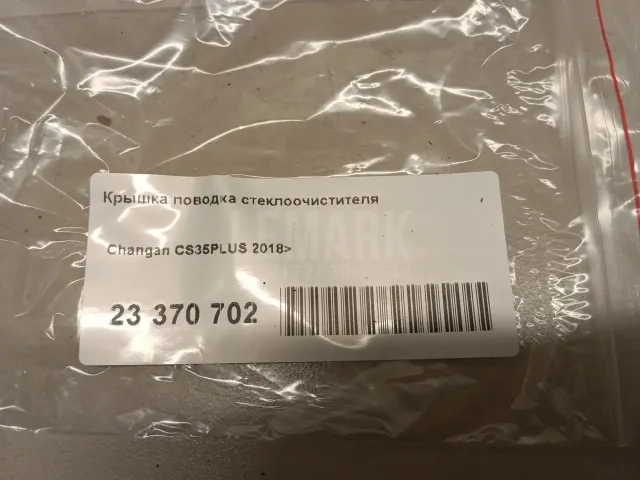 Крышка поводка стеклоочистителя
Changan CS35PLUS 2018>
23 370 702